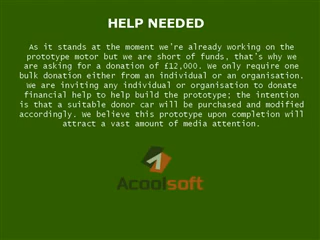 HELP NEEDED
As it stands at the moment we're already working on the
prototype motor but we are short of funds, that's why we
are asking for a donation of £12,000. We only require one
bulk donation either from an individual or an organisation.
We are inviting any individual or organisation to donate
financial help to help build the prototype; the intention
is that a suitable donor car will be purchased and modified
accordingly. We believe this prototype upon completion will
attract a vast amount of media attention.
Acoolsoft